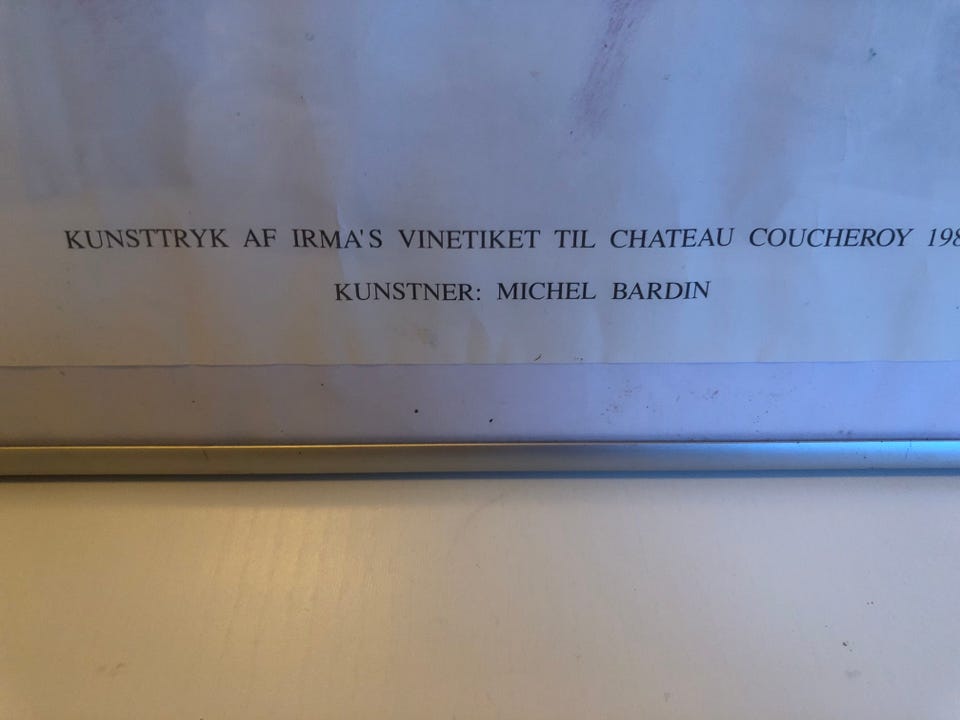 KUNSTTRYK AF IRMA'S VINETIKET TIL CHATEAU COUCHEROY 198
KUNSTNER: MICHEL BARDIN